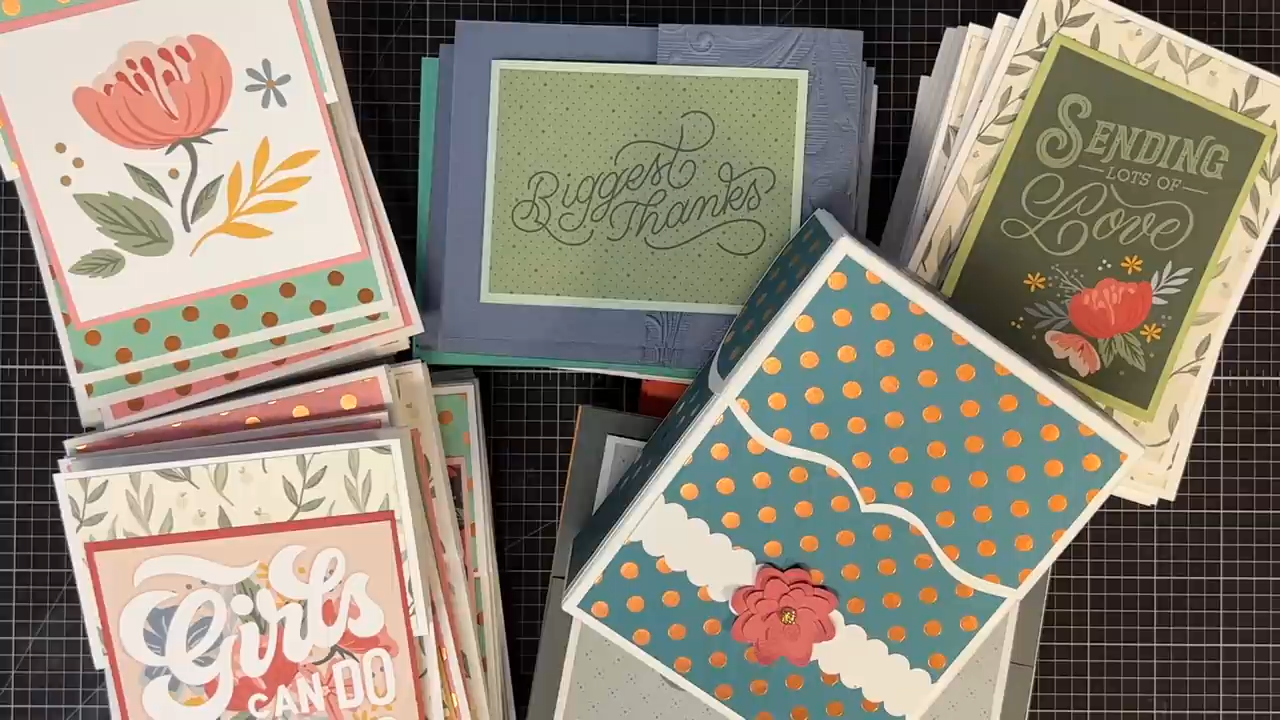 Biggest
Thanks
SENDING
LOTS OF
Love
Girls
CAN DO